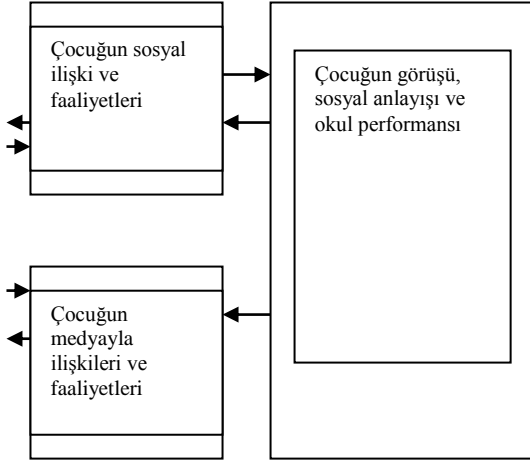 Çocuğun sosyal
ilişki ve
faaliyetleri
Çocuğun görüşü,
sosyal anlayışı ve
okul performansı
Çocuğun
medyayla
ilişkileri ve
faaliyetleri